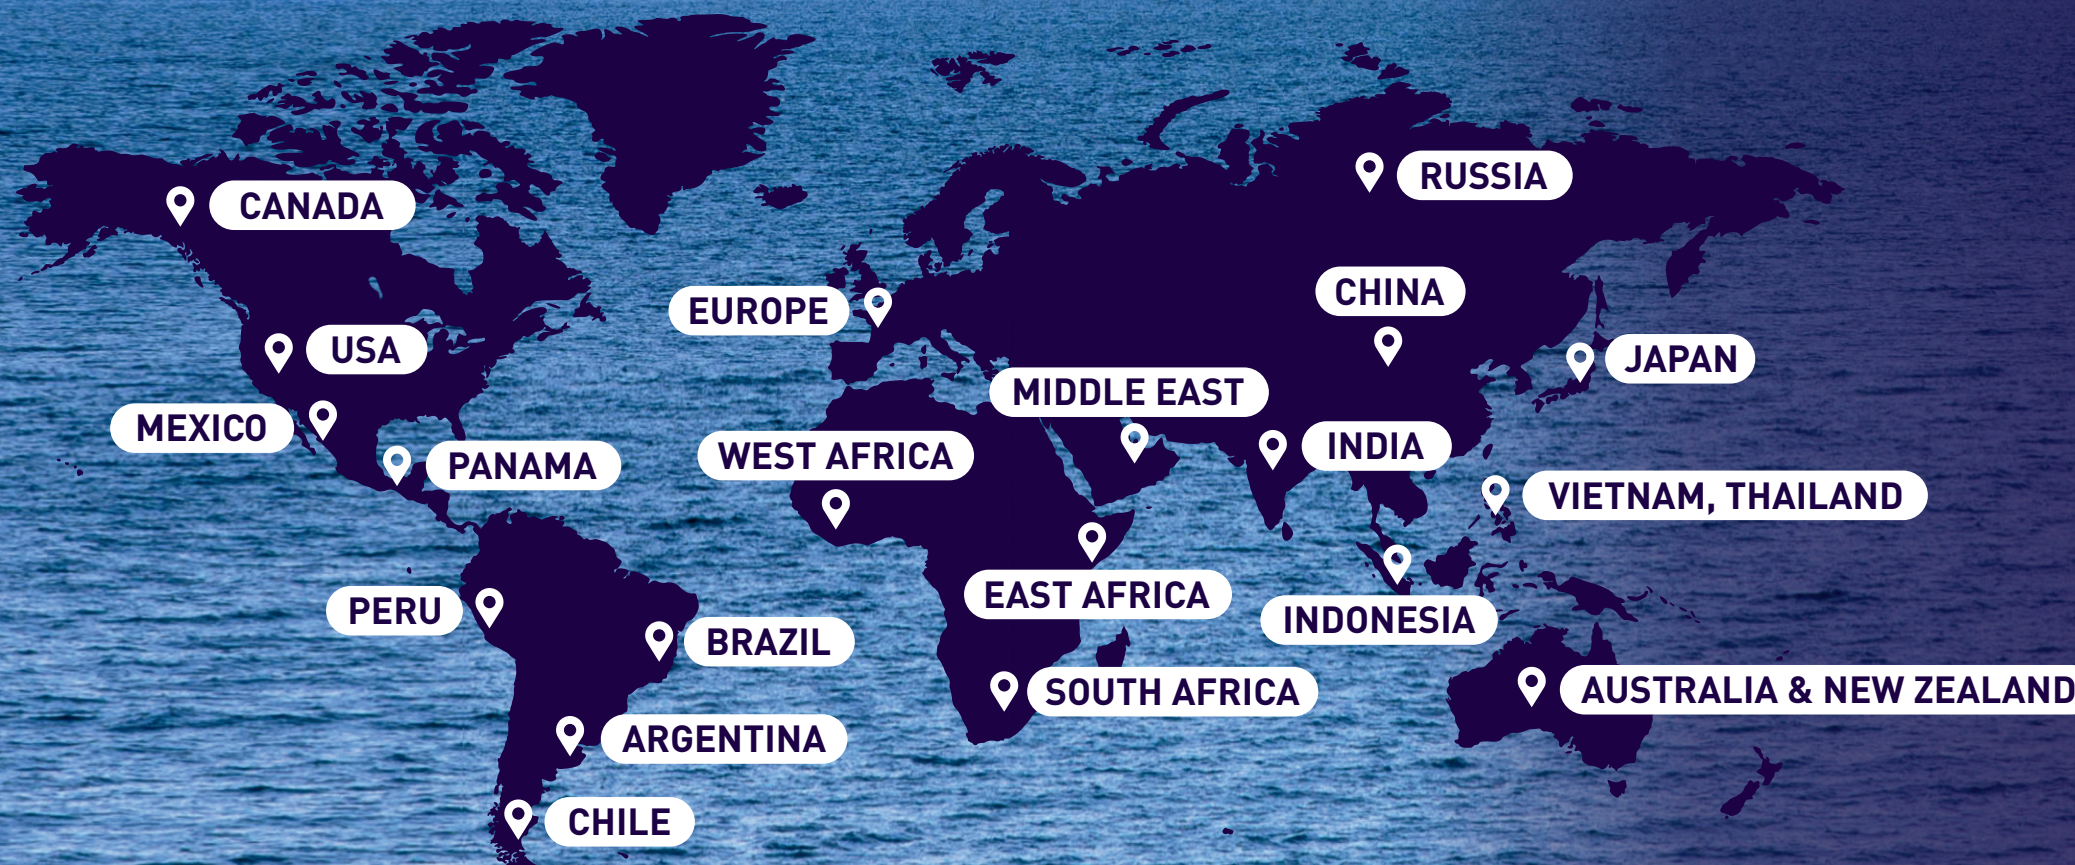 RUSSIA
CANADA
CHINA
EUROPE
USA
JAPAN
MIDDLE EAST
MEXICO
INDIA
WEST AFRICA
PANAMA
VIETNAM, THAILAND
EAST AFRICA
PERU
INDONESIA
BRAZIL
SOUTH AFRICA
AUSTRALIA & NEW ZEALAND
ARGENTINA
CHILE